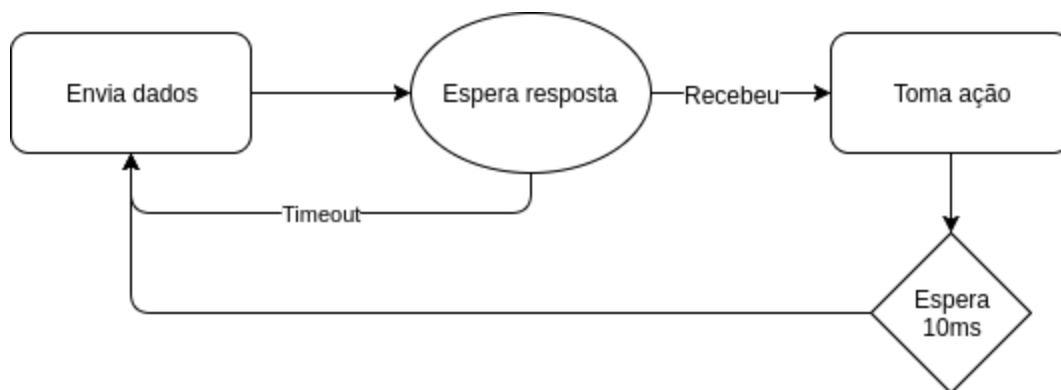 Envia dados
Espera resposta
Recebeu
Toma ação
Timeout
Espera
10ms